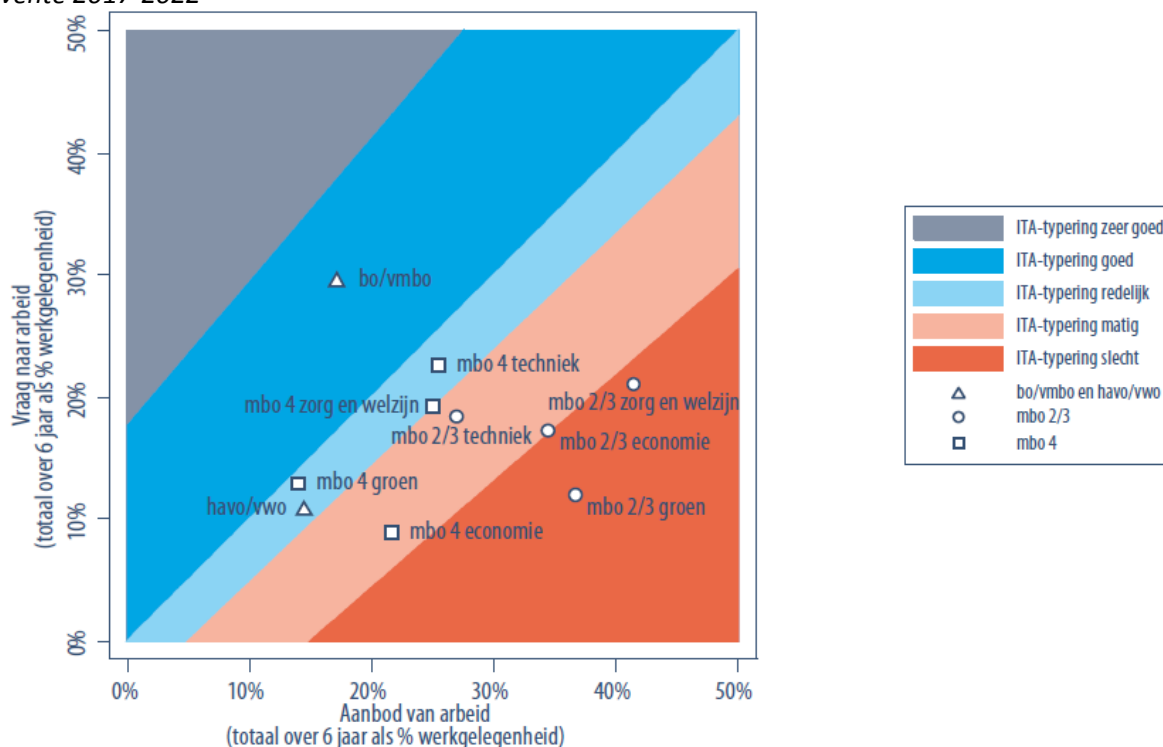 2017-2022
50%
40%
30%
20%
10%
0%
Vraag naar arbeid
(totaal over 6 jaar als % werkgelegenheid)
bo/vmbo
mbo 4 techniek
mbo 4 zorg en welzijn
mbo 2/3 zorg en welzijn
mbo 2/3 techniek
mbo 2/3 economie
mbo 4 groen
havo/vwo
mbo 2/3 groen
mbo 4 economie
0%
10%
20%
30%
40%
50%
Aanbod van arbeid
(totaal over 6 jaar als % werkgelegenheid)
ITA-typering zeer goed
ITA-typering goed
ITA-typering redelijk
ITA-typering matig
ITA-typering slecht
bo/vmbo en havo/vwo
mbo 2/3
mbo 4